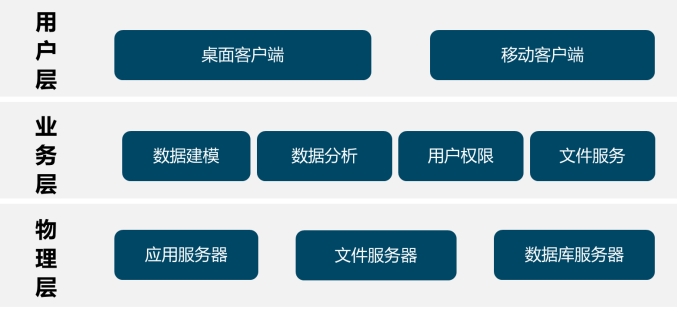 用户层
桌面客户端
移动客户端
业务层
数据建模
数据分析
用户权限
文件服务
物理层
应用服务器
文件服务器
数据库服务器